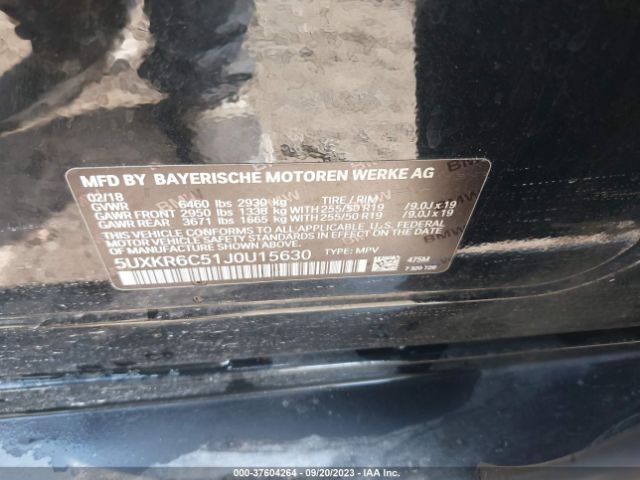 MFD BY BAYERISCHE MOTOREN WERKE AG
02/18
GVWR 6460 lbs 2930 kg TIRE / RIM
GAWR FRONT 2950 lbs 1338 kg WITH 255/50 R19 /9.0J x 19
GAWR REAR 3671 lbs 1665 kg WITH 255/50 R19 /9.0J x 19
THIS VEHICLE CONFORMS TO ALL APPLICABLE U.S. FEDERAL
MOTOR VEHICLE SAFETY STANDARDS IN EFFECT ON THE DATE
OF MANUFACTURE SHOWN ABOVE.
5UXKR6C51J0U15630 TYPE: MPV
475M
7 320 728
000-37604264 - 09/20/2023 - IAA Inc.